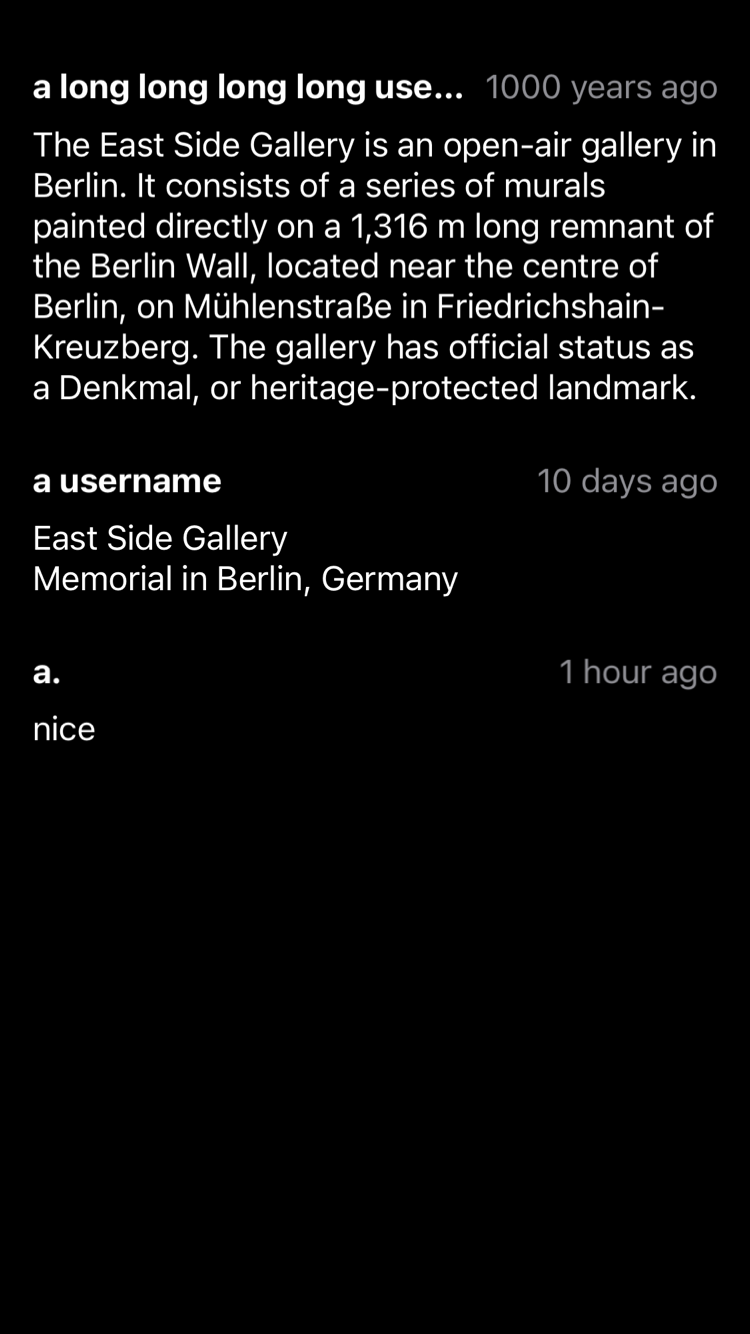 a long long long long use... 1000 years ago
The East Side Gallery is an open-air gallery in
Berlin. It consists of a series of murals
painted directly on a 1,316 m long remnant of
the Berlin Wall, located near the centre of
Berlin, on Mühlenstraße in Friedrichshain-
Kreuzberg. The gallery has official status as
a Denkmal, or heritage-protected landmark.
a username 10 days ago
East Side Gallery
Memorial in Berlin, Germany
a. 1 hour ago
nice